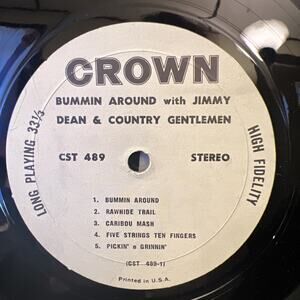 CROWN
BUMMIN AROUND with JIMMY
DEAN & COUNTRY GENTLEMEN
LONG PLAYING 33⅓
HIGH FIDELITY
CST 489
STEREO
1. BUMMIN AROUND
2. RAWHIDE TRAIL
3. CARIBOU MASH
4. FIVE STRINGS TEN FINGERS
5. PICKIN' e GRINNIN'
(CST 489-1)
Printed in U.S.A.